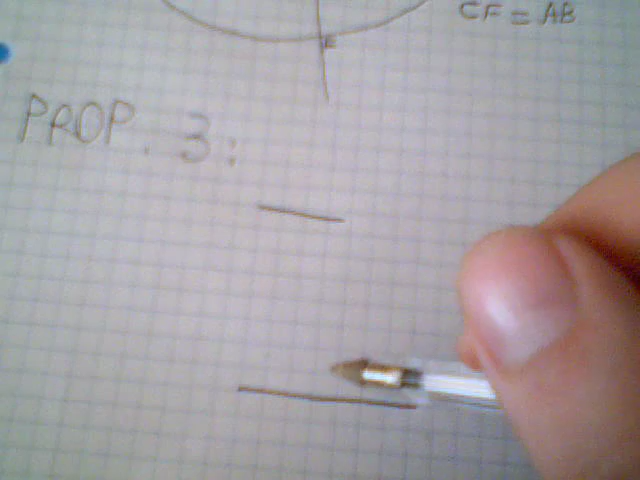 CF = AB
E
PROP. 3: